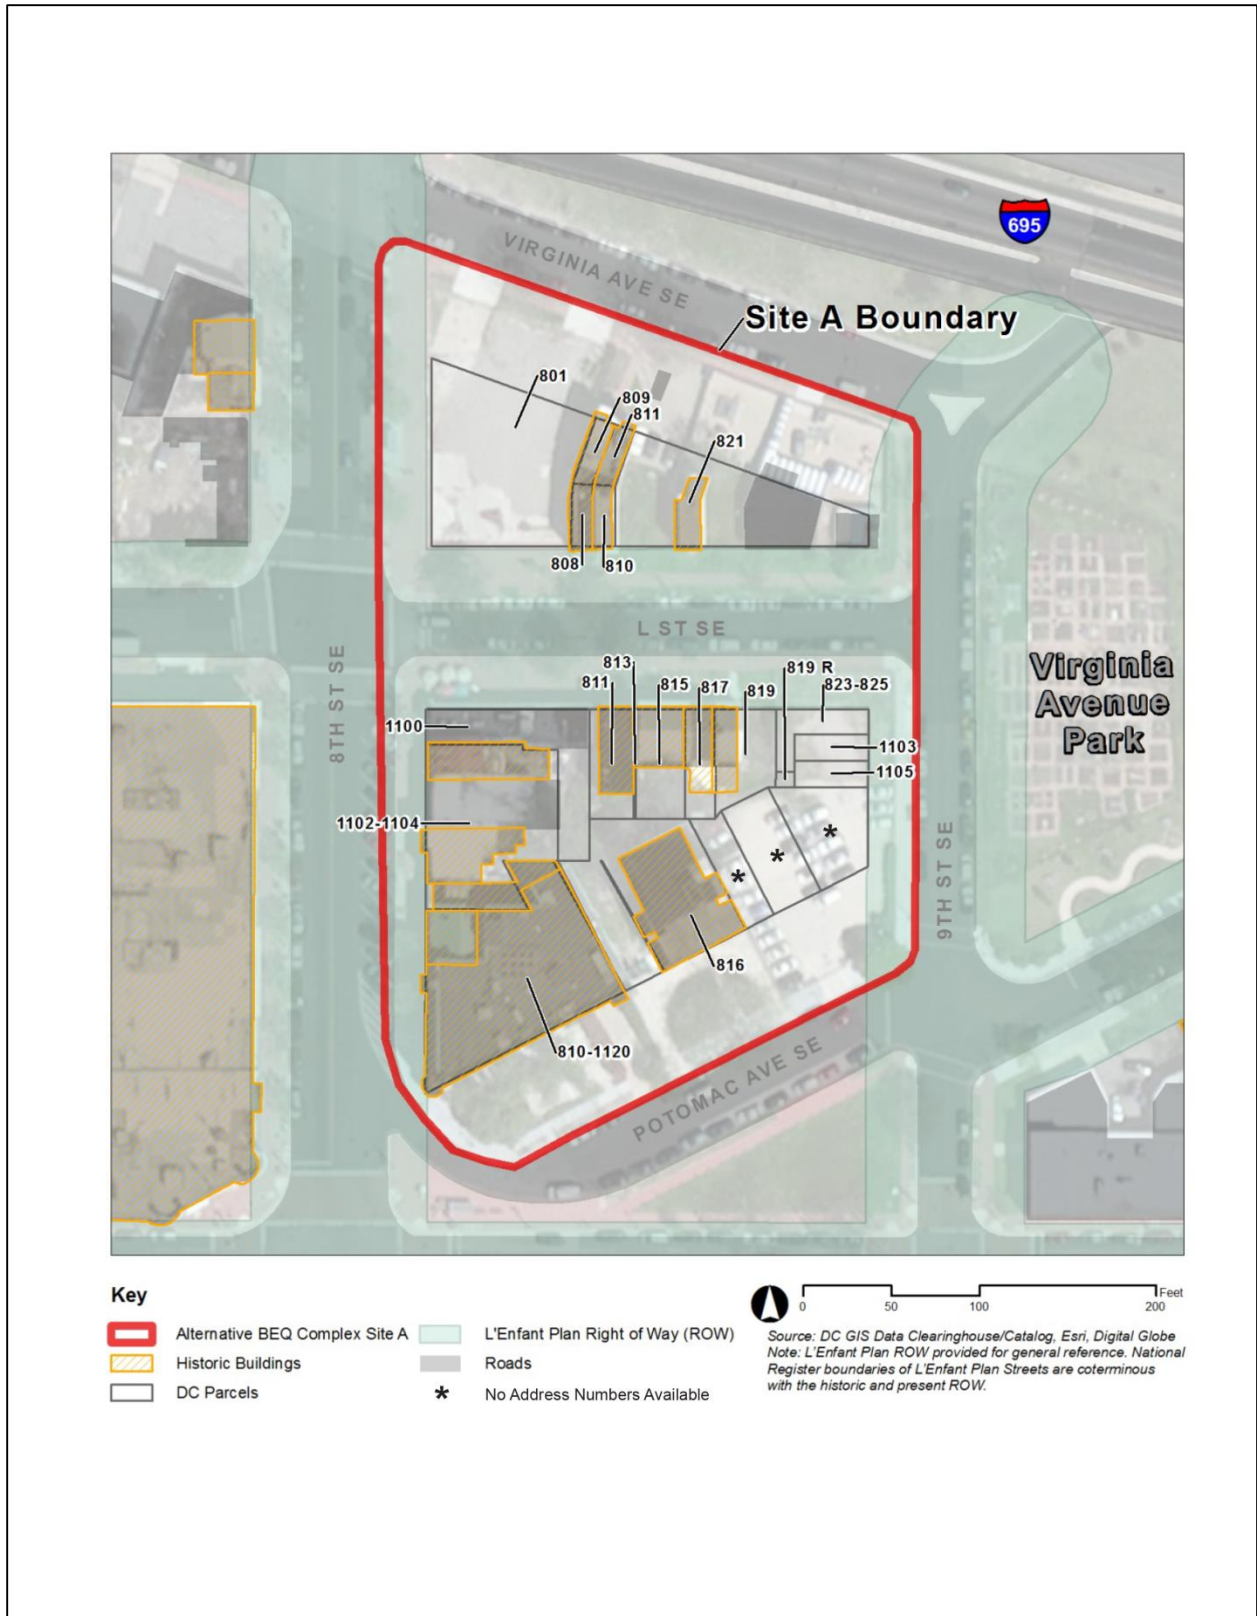 695
VIRGINIA AVE SE
Site A Boundary
801
809
811
821
808
810
L ST SE
8TH ST SE
813
811
815
817
819
819 R
823-825
Virginia
Avenue
Park
1100
1103
1105
1102-1104
*
*
*
9TH ST SE
816
810-1120
POTOMAC AVE SE
Key
Alternative BEQ Complex Site A
Historic Buildings
DC Parcels
L'Enfant Plan Right of Way (ROW)
Roads
* No Address Numbers Available
Feet
0 50 100 200
Source: DC GIS Data Clearinghouse/Catalog, Esri, Digital Globe
Note: L'Enfant Plan ROW provided for general reference. National
Register boundaries of L'Enfant Plan Streets are coterminous
with the historic and present ROW.